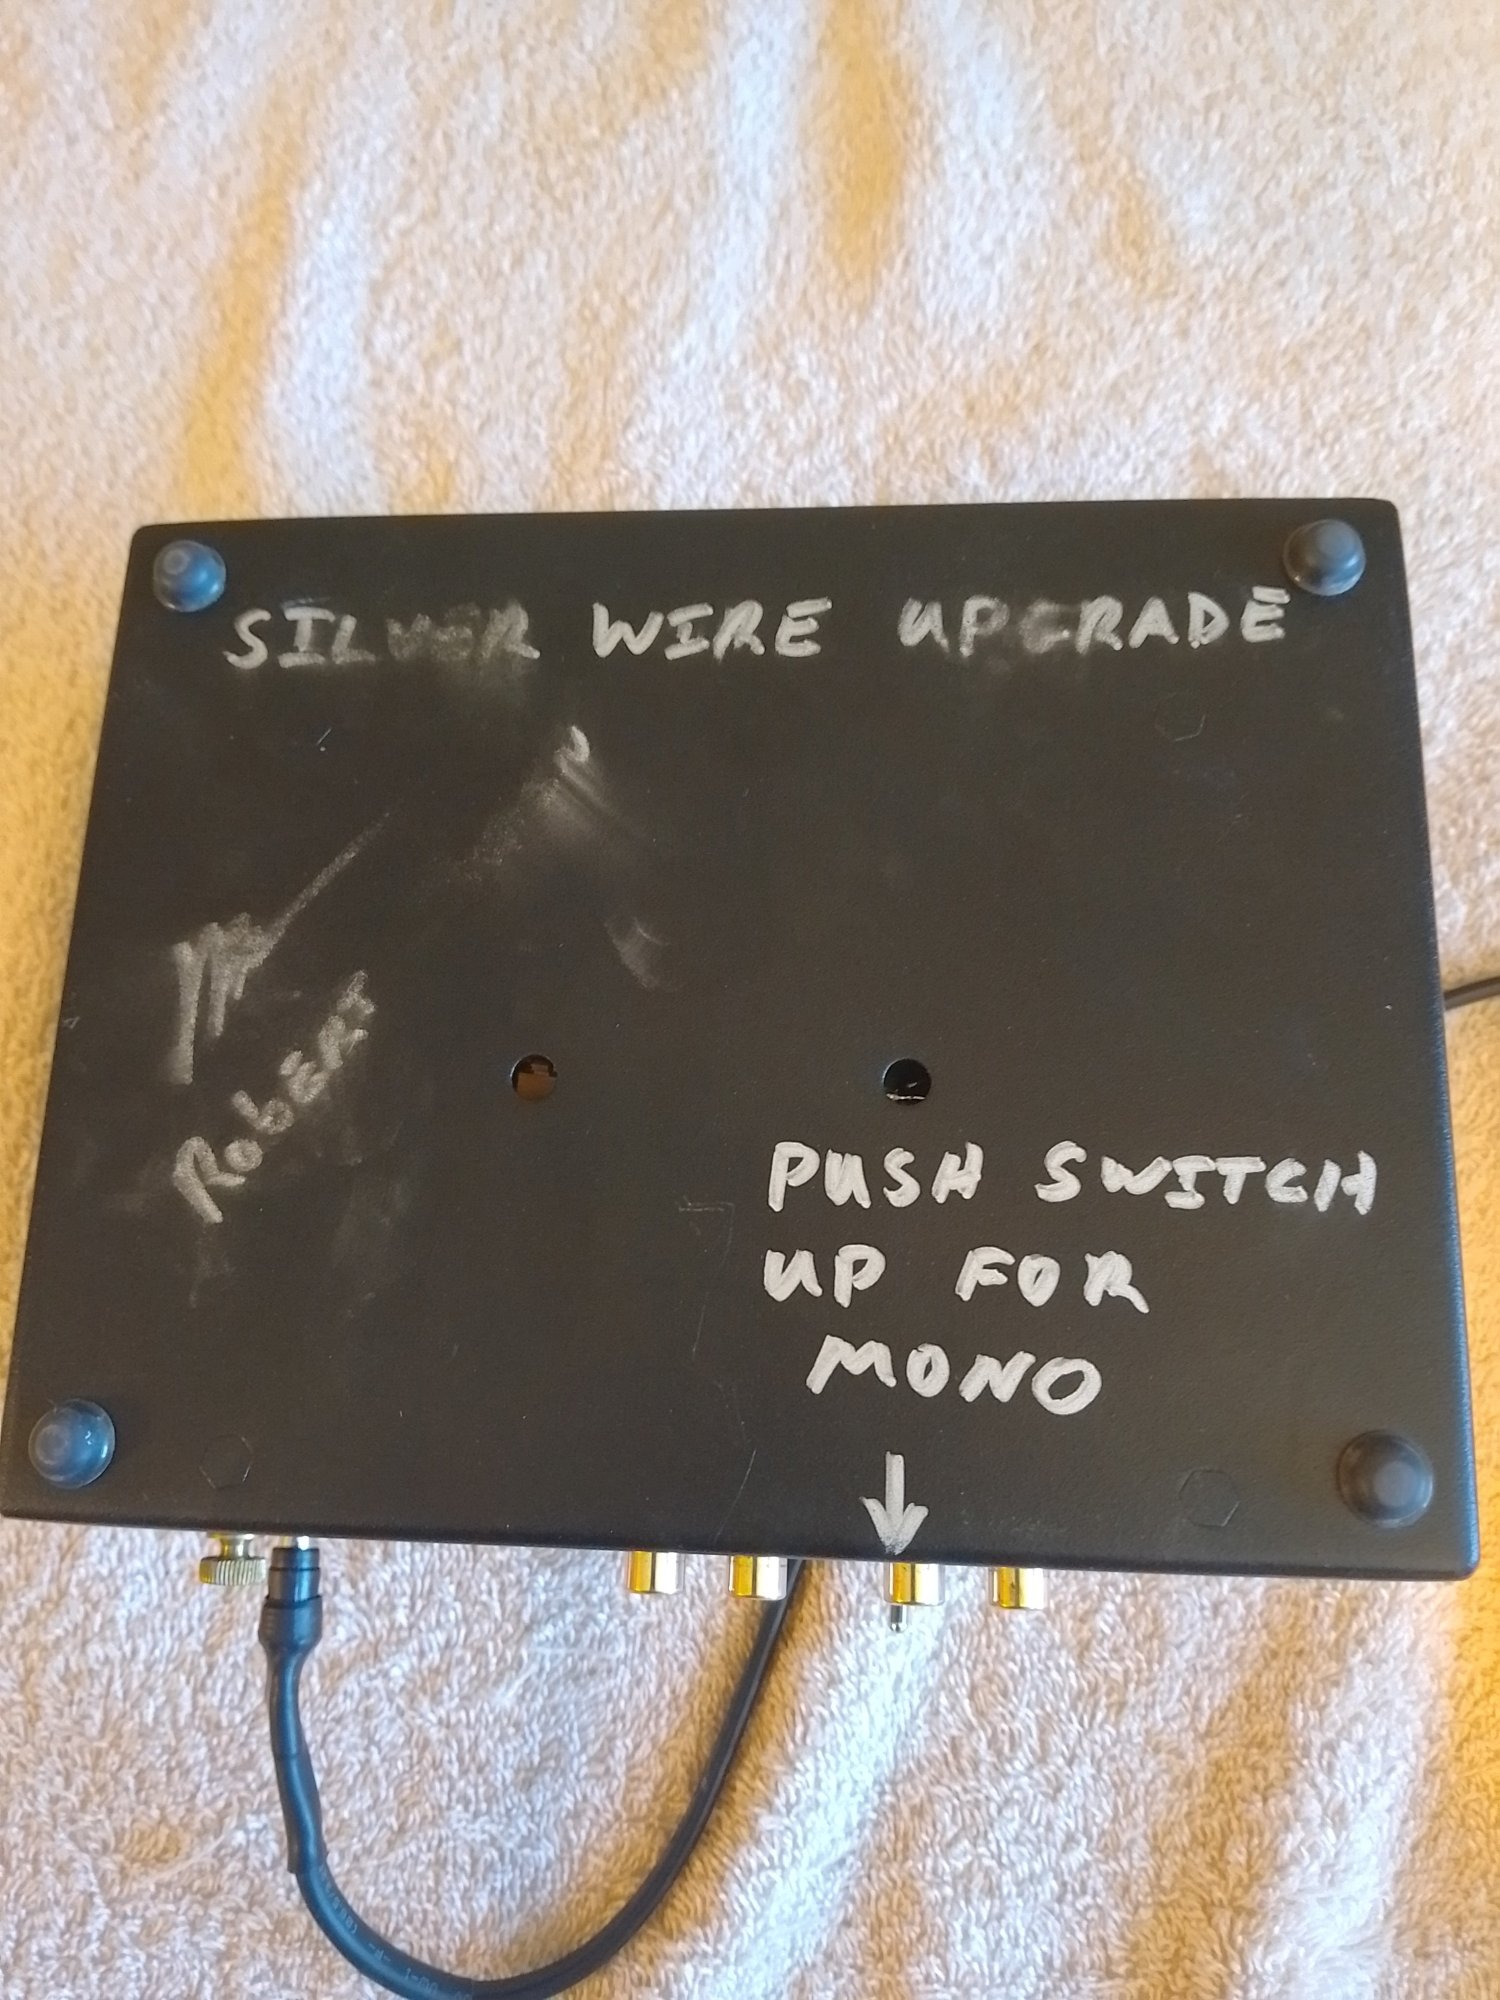 SILVER WIRE UPGRADE
ROBERT
PUSH SWITCH
UP FOR
MONO